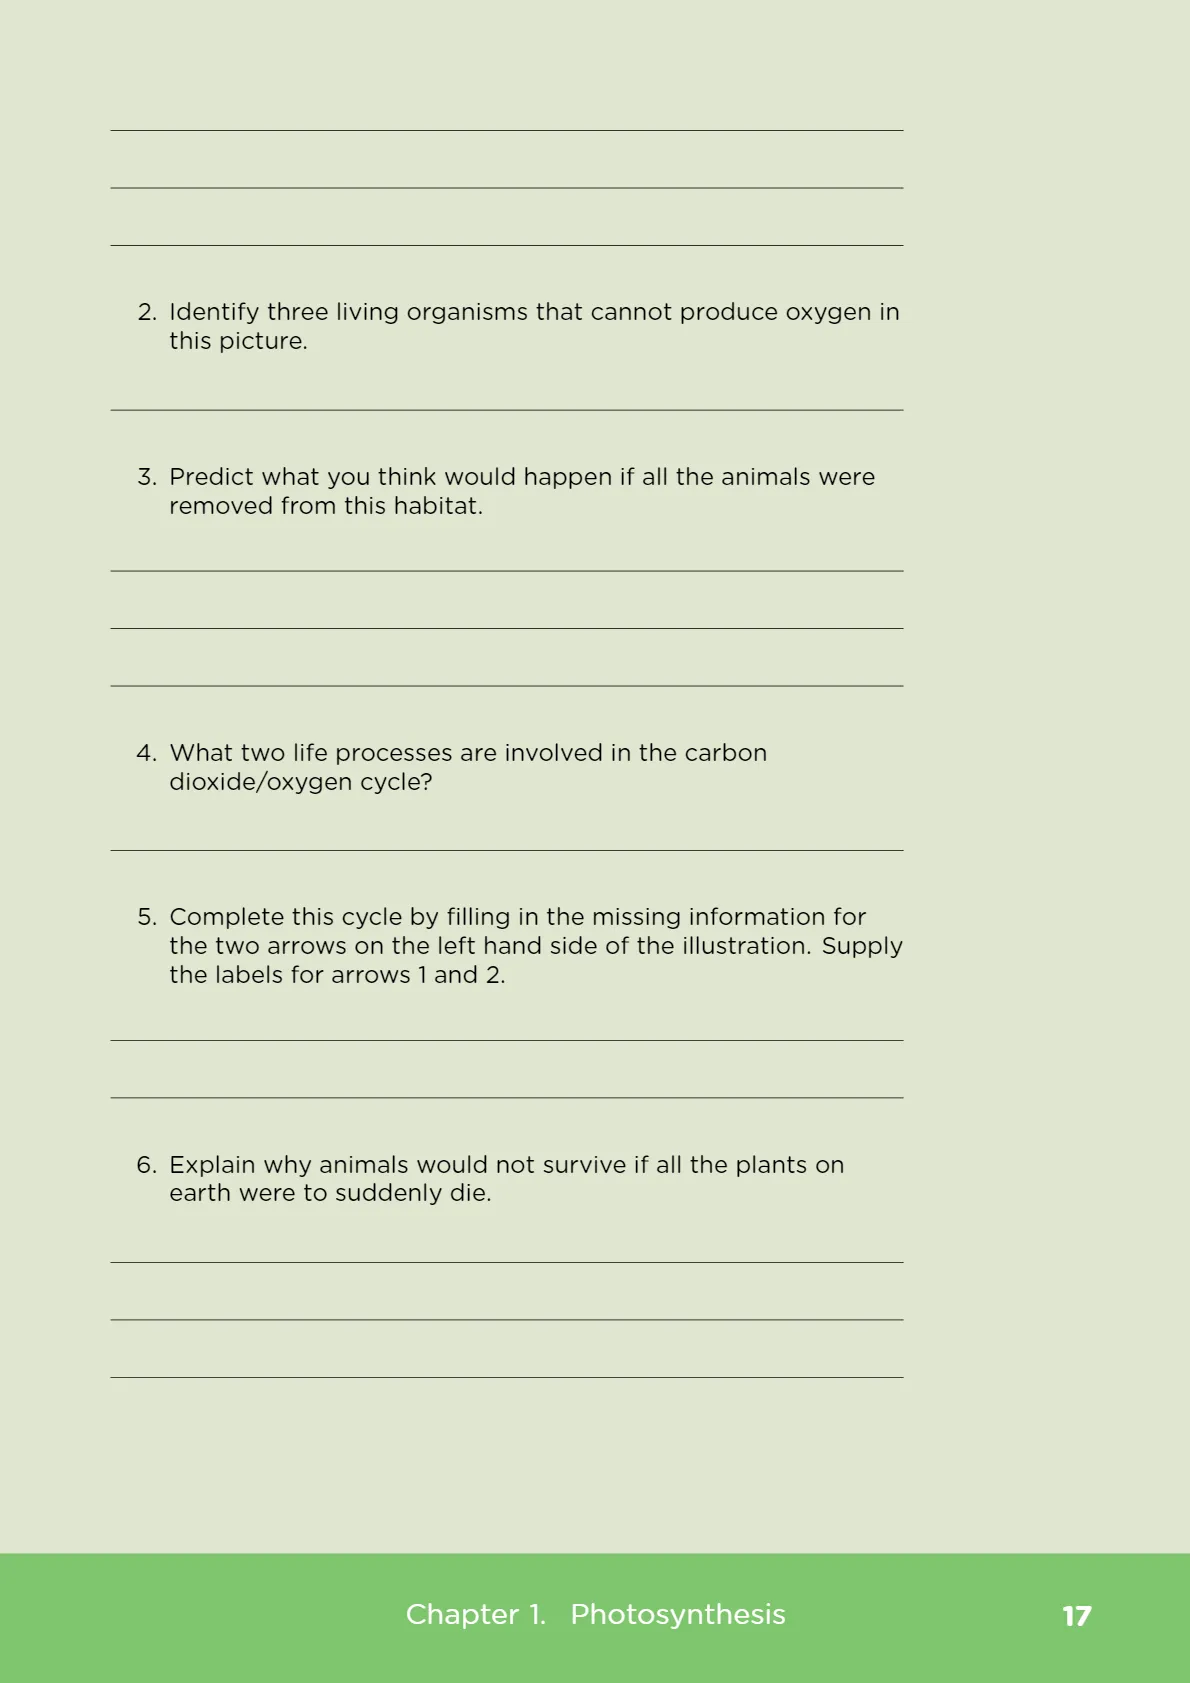 2. Identify three living organisms that cannot produce oxygen in
this picture.
3. Predict what you think would happen if all the animals were
removed from this habitat.
4. What two life processes are involved in the carbon
dioxide/oxygen cycle?
5. Complete this cycle by filling in the missing information for
the two arrows on the left hand side of the illustration. Supply
the labels for arrows 1 and 2.
6. Explain why animals would not survive if all the plants on
earth were to suddenly die.
Chapter 1. Photosynthesis
17